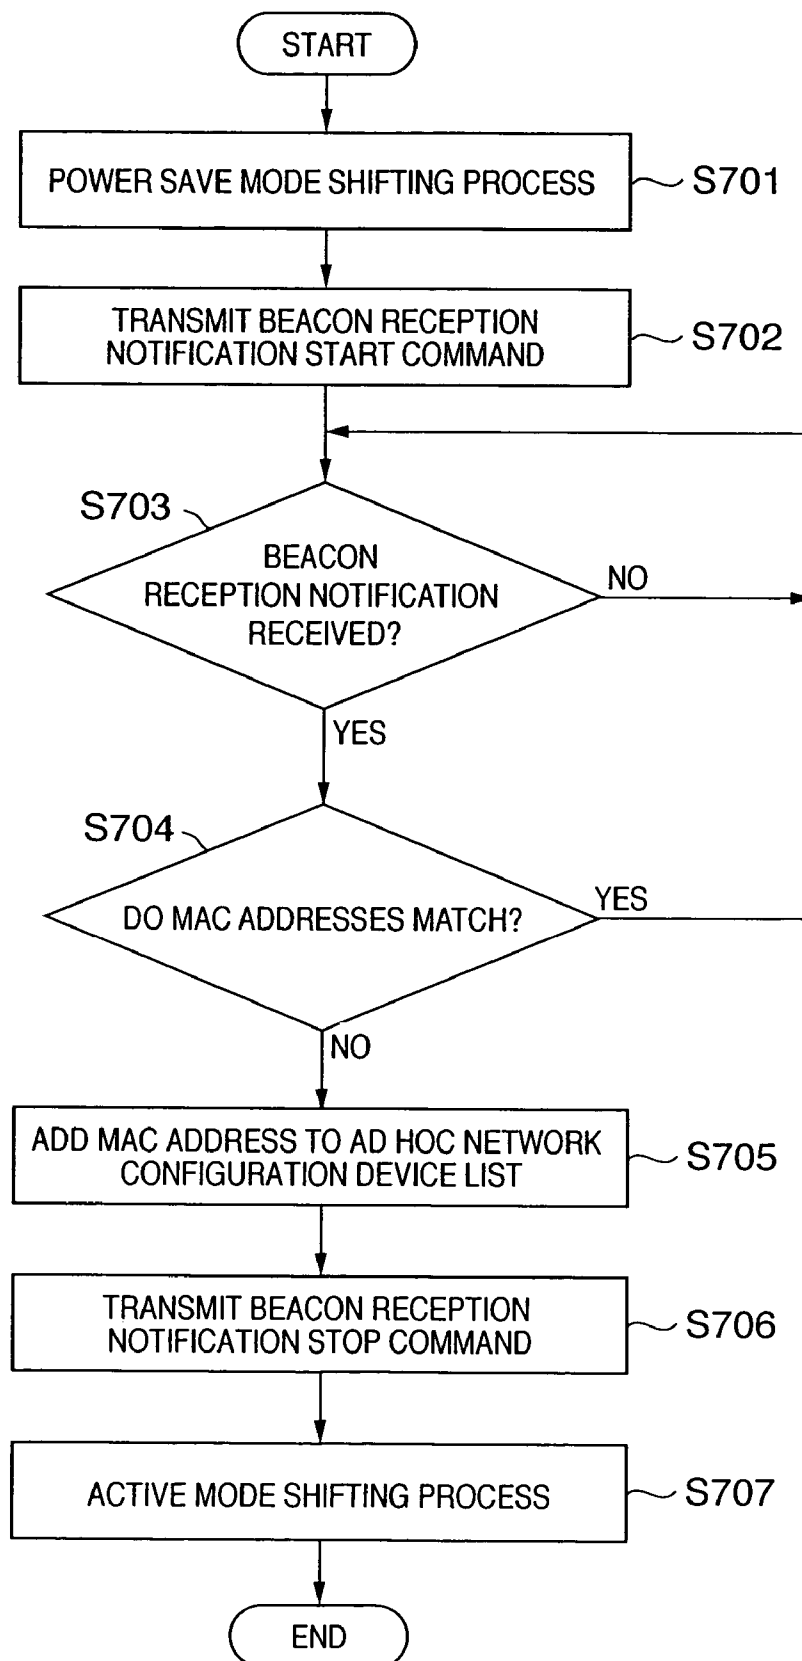 START
POWER SAVE MODE SHIFTING PROCESS
S701
TRANSMIT BEACON RECEPTION
NOTIFICATION START COMMAND
S702
S703
BEACON
RECEPTION NOTIFICATION
RECEIVED?
NO
YES
S704
DO MAC ADDRESSES MATCH?
YES
NO
ADD MAC ADDRESS TO AD HOC NETWORK
CONFIGURATION DEVICE LIST
S705
TRANSMIT BEACON RECEPTION
NOTIFICATION STOP COMMAND
S706
ACTIVE MODE SHIFTING PROCESS
S707
END